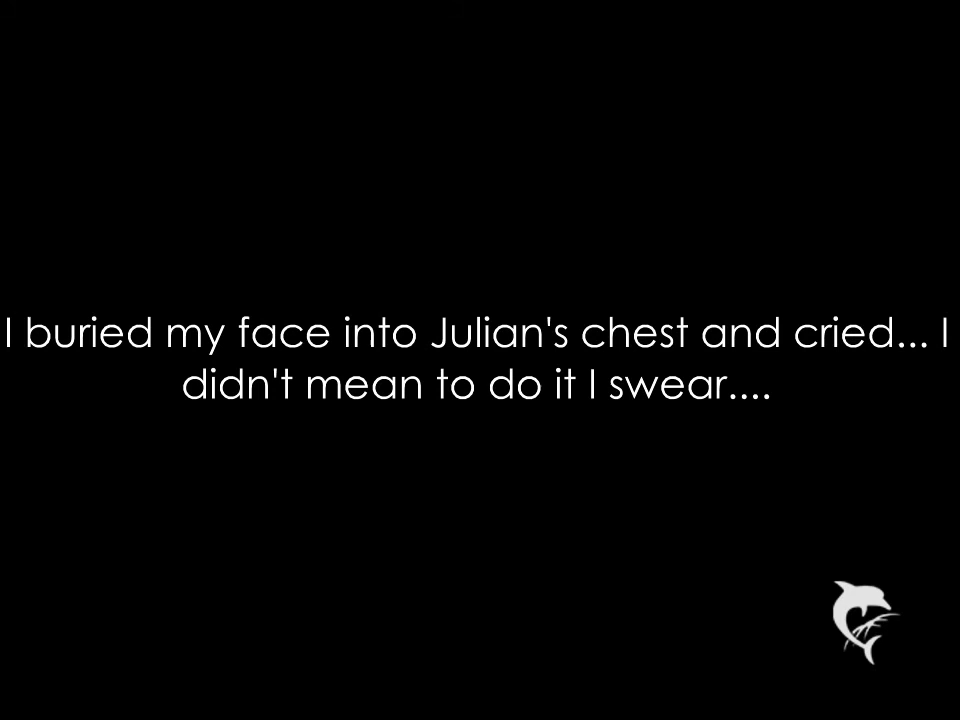 I buried my face into Julian's chest and cried... I
didn't mean to do it I swear....